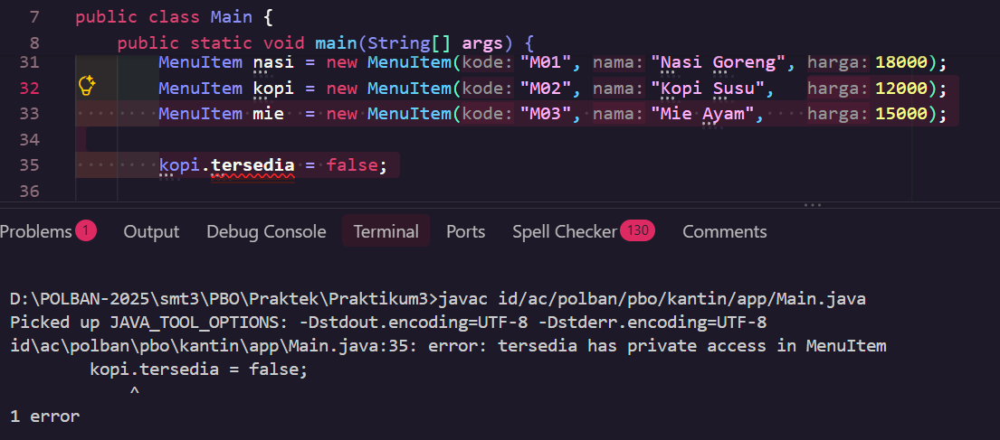 7 public class Main {
8 public static void main(String[] args) {
31 MenuItem nasi = new MenuItem(kode: "M01", nama: "Nasi Goreng", harga: 18000);
32 MenuItem kopi = new MenuItem(kode: "M02", nama: "Kopi Susu", harga: 12000);
33 MenuItem mie = new MenuItem(kode: "M03", nama: "Mie Ayam", harga: 15000);
34
35 kopi.tersedia = false;
36
Problems 1 Output Debug Console Terminal Ports Spell Checker 130 Comments
D:\POLBAN-2025\smt3\PBO\Praktek\Praktikum3>javac id/ac/polban/pbo/kantin/app/Main.java
Picked up JAVA_TOOL_OPTIONS: -Dstdout.encoding=UTF-8 -Dstderr.encoding=UTF-8
id\ac\polban\pbo\kantin\app\Main.java:35: error: tersedia has private access in MenuItem
kopi.tersedia = false;
^
1 error